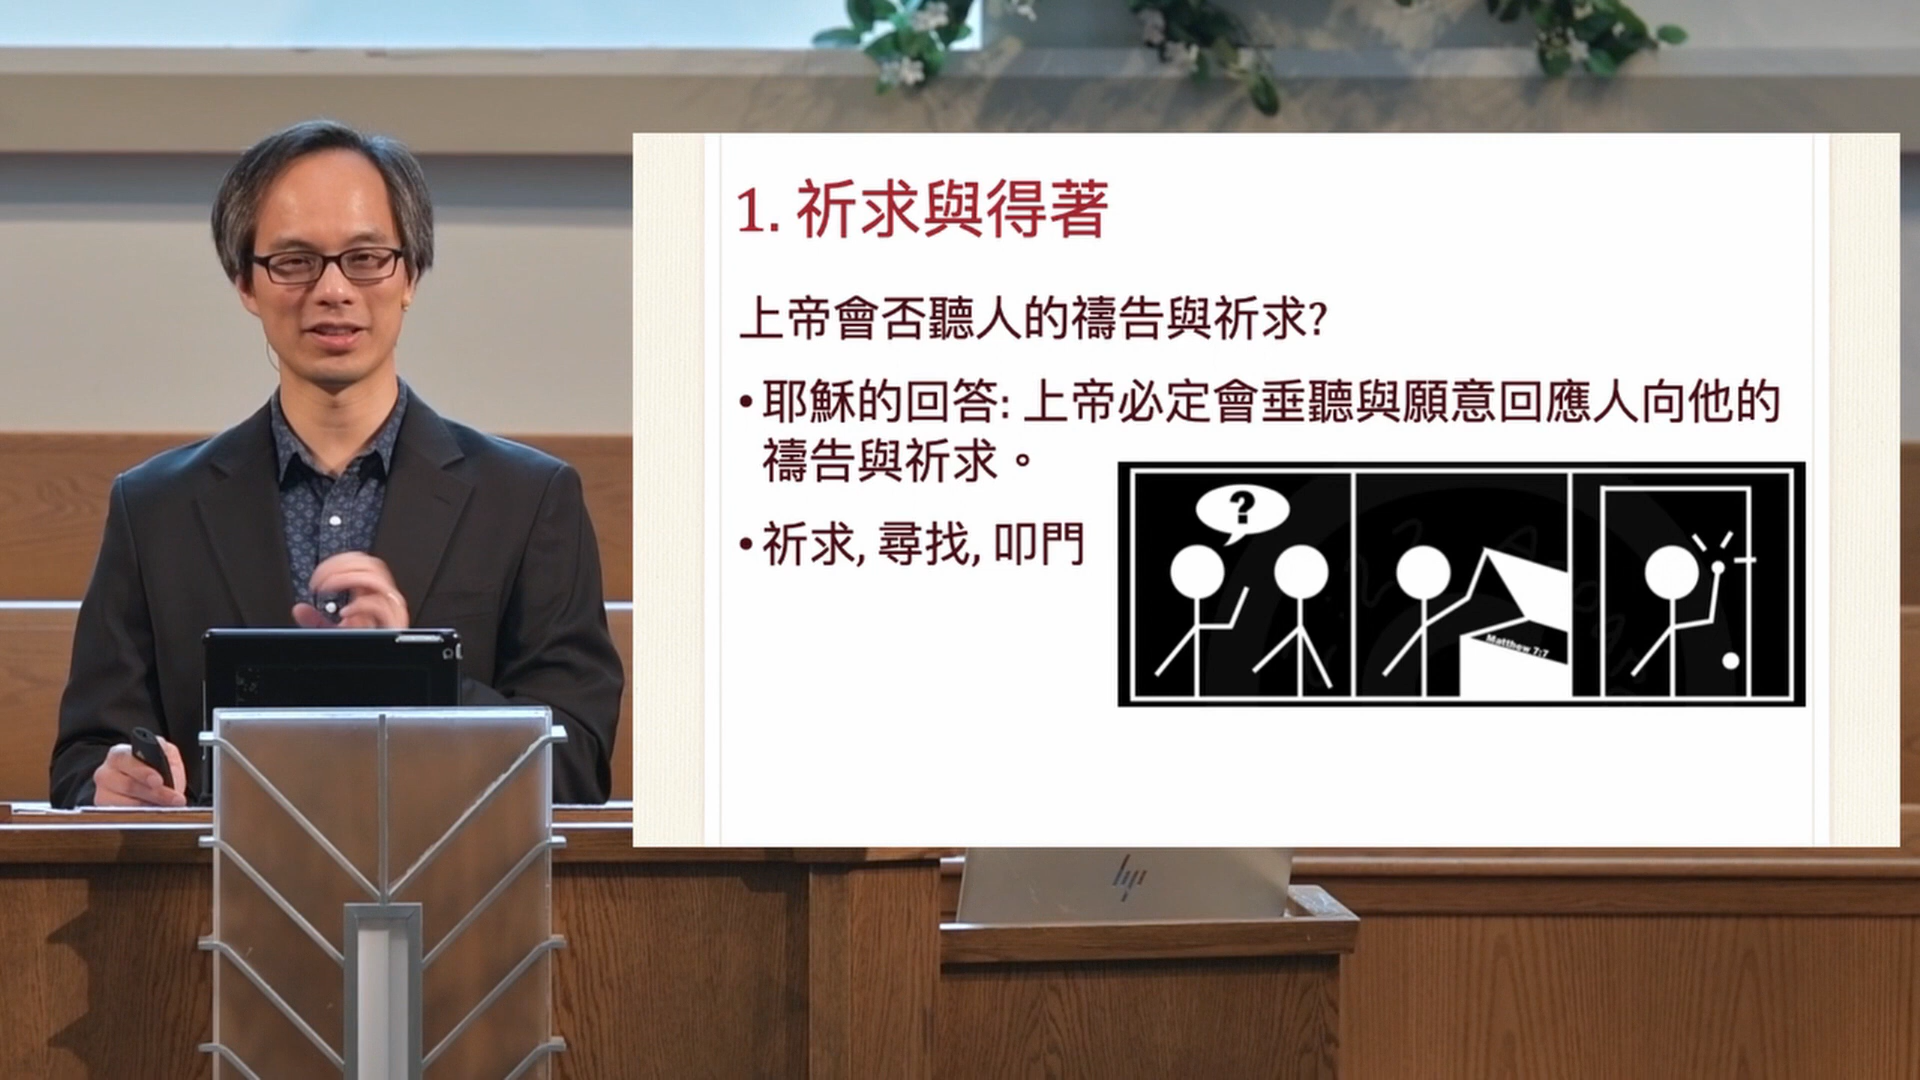 1. 祈求與得著
上帝會否聽人的禱告與祈求?
•耶穌的回答: 上帝必定會垂聽與願意回應人向他的
禱告與祈求。
•祈求, 尋找, 叩門
?
Matthew 7:7
hp